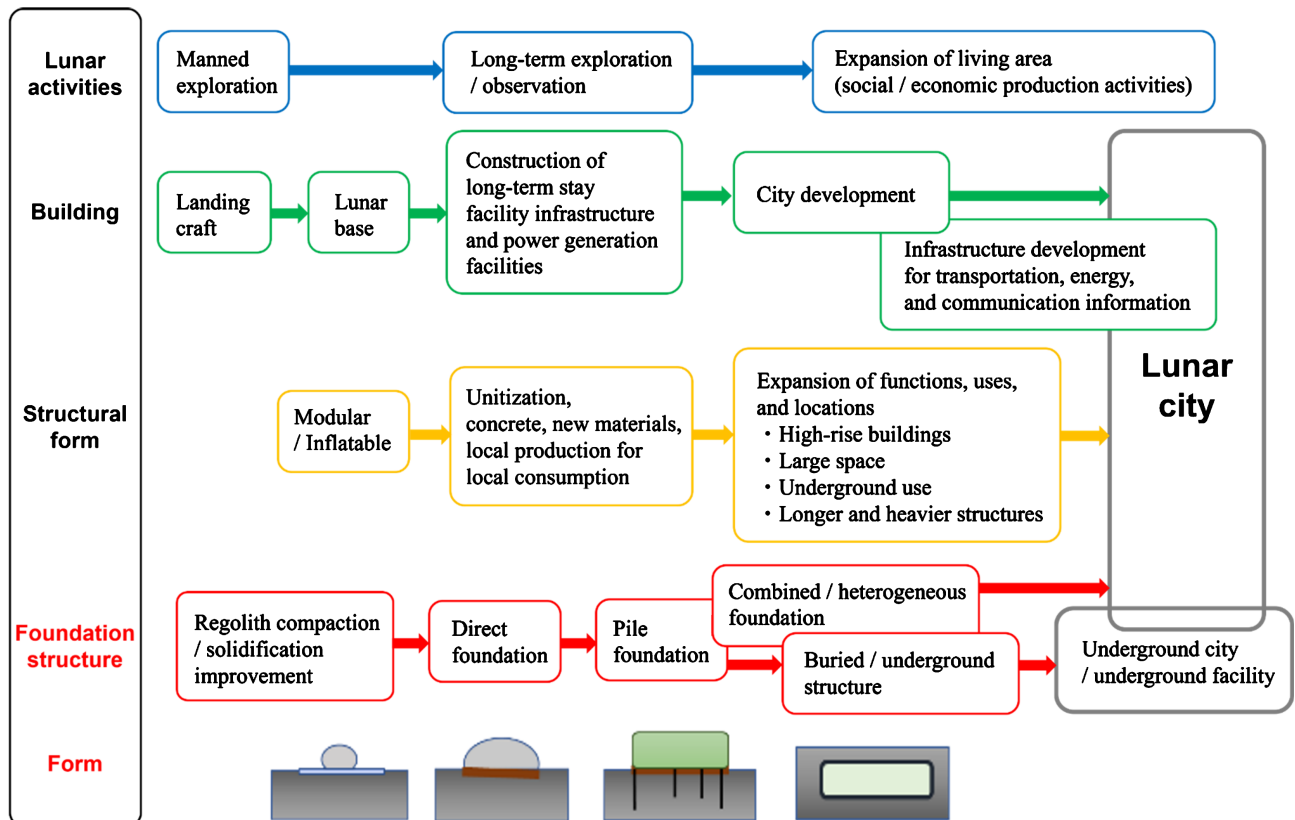 Lunar
activities
Manned
exploration
Long-term exploration
/ observation
Expansion of living area
(social / economic production activities)
Building
Landing
craft
Lunar
base
Construction of
long-term stay
facility infrastructure
and power generation
facilities
City development
Infrastructure development
for transportation, energy,
and communication information
Lunar
city
Structural
form
Modular
/ Inflatable
Unitization,
concrete, new materials,
local production for
local consumption
Expansion of functions, uses,
and locations
・High-rise buildings
・Large space
・Underground use
・Longer and heavier structures
Foundation
structure
Regolith compaction
/ solidification
improvement
Direct
foundation
Pile
foundation
Combined / heterogeneous
foundation
Buried / underground
structure
Underground city
/ underground facility
Form